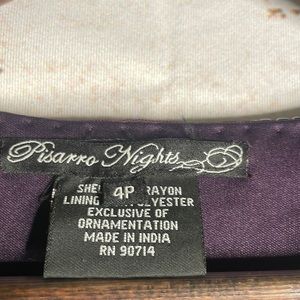 Pisarro Nights
4P
RAYON
LINING
EXCLUSIVE OF
ORNAMENTATION
MADE IN INDIA
RN 90714